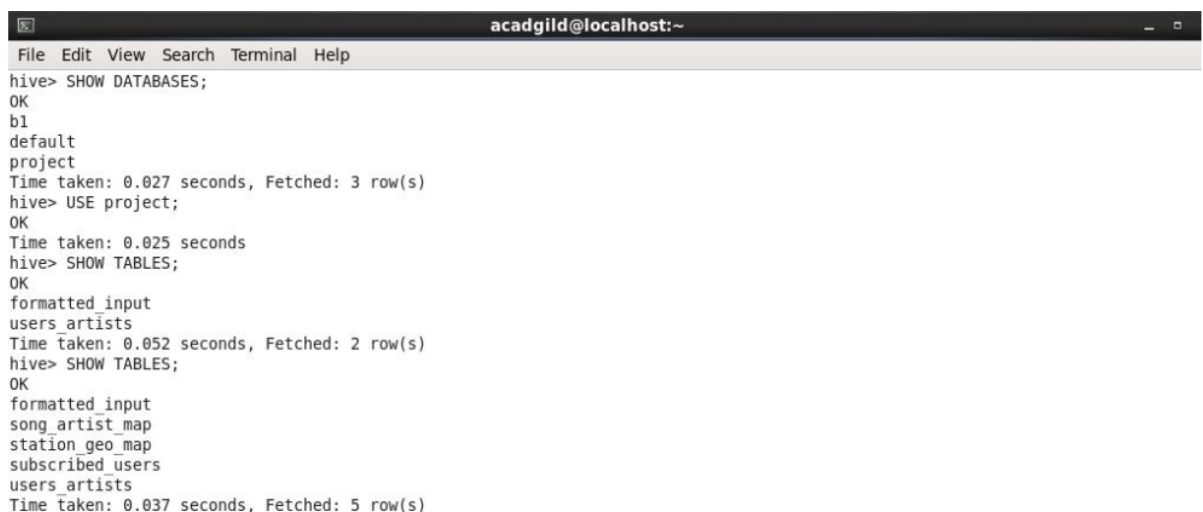 acadgild@localhost:~
File Edit View Search Terminal Help
hive> SHOW DATABASES;
OK
b1
default
project
Time taken: 0.027 seconds, Fetched: 3 row(s)
hive> USE project;
OK
Time taken: 0.025 seconds
hive> SHOW TABLES;
OK
formatted_input
users_artists
Time taken: 0.052 seconds, Fetched: 2 row(s)
hive> SHOW TABLES;
OK
formatted_input
song_artist_map
station_geo_map
subscribed_users
users_artists
Time taken: 0.037 seconds, Fetched: 5 row(s)